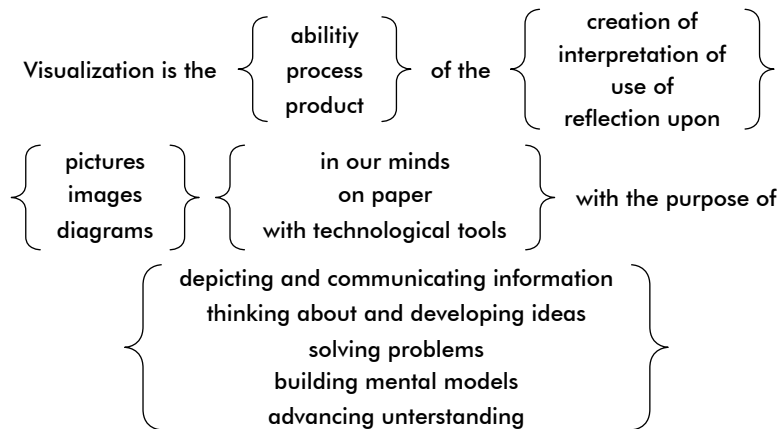 abilitiy
process
product
Visualization is the
of the
creation of
interpretation of
use of
reflection upon
pictures
images
diagrams
in our minds
on paper
with technological tools
with the purpose of
depicting and communicating information
thinking about and developing ideas
solving problems
building mental models
advancing unterstanding